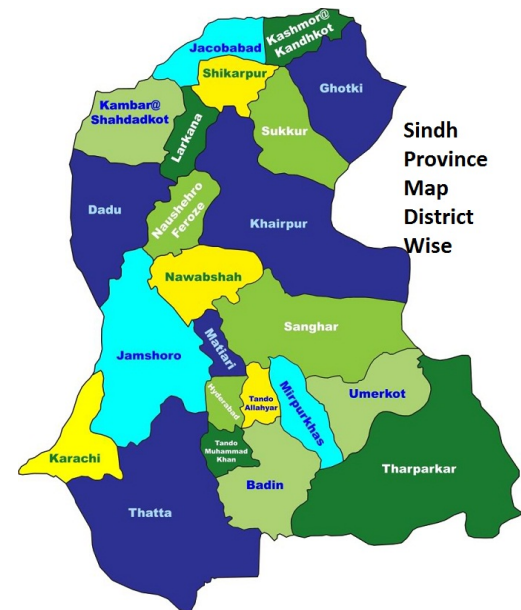 Jacobabad
Kashmor@
Kandhkot
Shikarpur
Ghotki
Kambar@
Shahdadkot
Larkana
Sukkur
Sindh
Province
Map
District
Wise
Dadu
Naushehro
Feroze
Khairpur
Nawabshah
Sanghar
Jamshoro
Matiari
Hyderabad
Tando
Allahyar
Mirpurkhas
Umerkot
Karachi
Tando
Muhammad
Khan
Tharparkar
Badin
Thatta